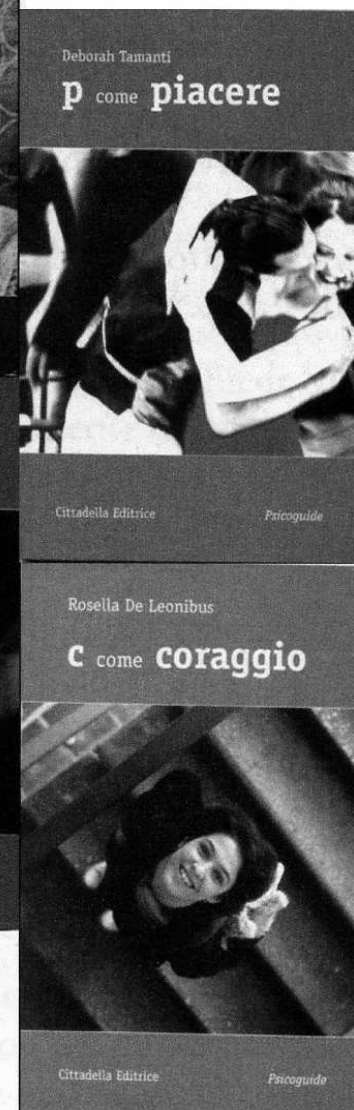 Deborah Tamanti
p come piacere
Cittadella Editrice Psicoguide
Rosella De Leonibus
c come coraggio
Cittadella Editrice Psicoguide